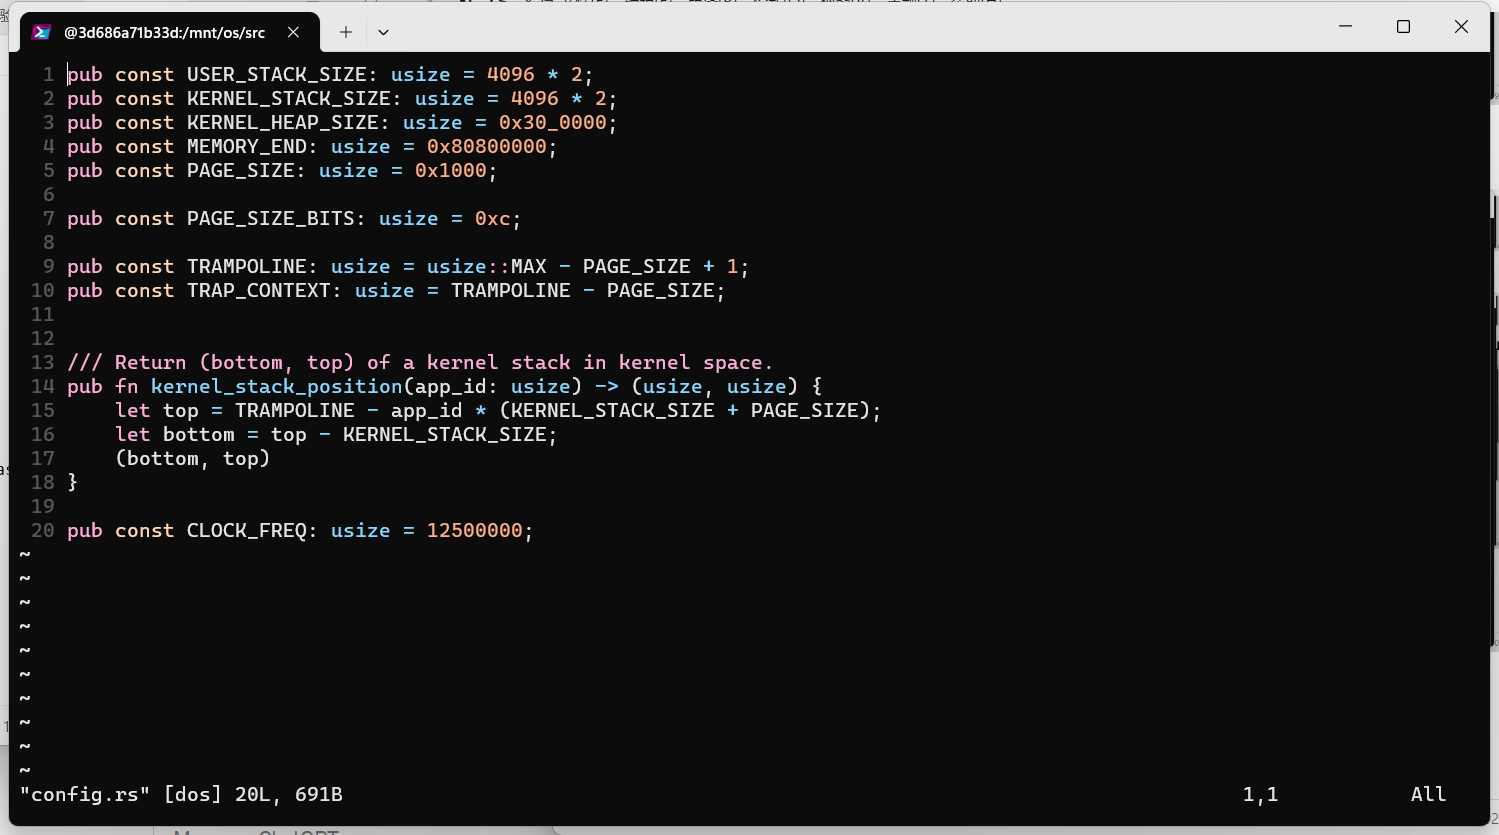 @3d686a71b33d:/mnt/os/src
1 pub const USER_STACK_SIZE: usize = 4096 * 2;
2 pub const KERNEL_STACK_SIZE: usize = 4096 * 2;
3 pub const KERNEL_HEAP_SIZE: usize = 0x30_0000;
4 pub const MEMORY_END: usize = 0x80800000;
5 pub const PAGE_SIZE: usize = 0x1000;
6
7 pub const PAGE_SIZE_BITS: usize = 0xc;
8
9 pub const TRAMPOLINE: usize = usize::MAX - PAGE_SIZE + 1;
10 pub const TRAP_CONTEXT: usize = TRAMPOLINE - PAGE_SIZE;
11
12
13 /// Return (bottom, top) of a kernel stack in kernel space.
14 pub fn kernel_stack_position(app_id: usize) -> (usize, usize) {
15     let top = TRAMPOLINE - app_id * (KERNEL_STACK_SIZE + PAGE_SIZE);
16     let bottom = top - KERNEL_STACK_SIZE;
17     (bottom, top)
18 }
19
20 pub const CLOCK_FREQ: usize = 12500000;
~
~
~
~
~
~
~
~
~
~
"config.rs" [dos] 20L, 691B 1,1 All